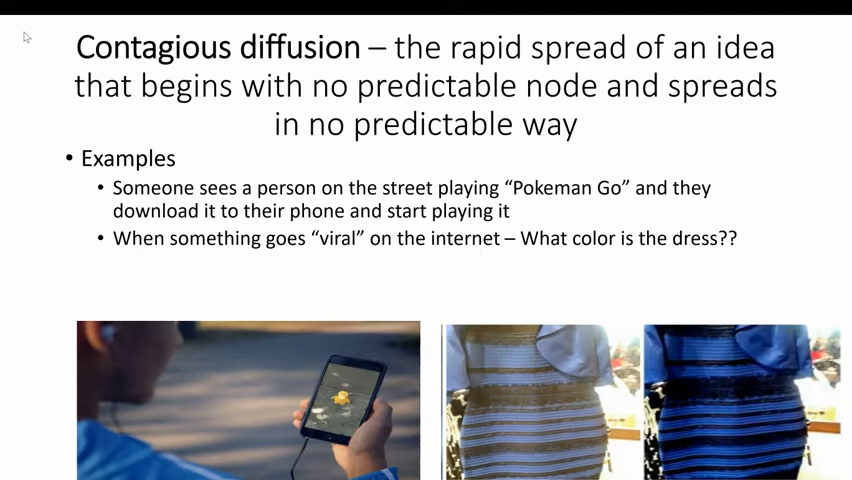 Contagious diffusion – the rapid spread of an idea
that begins with no predictable node and spreads
in no predictable way
• Examples
• Someone sees a person on the street playing “Pokeman Go” and they
download it to their phone and start playing it
• When something goes “viral” on the internet – What color is the dress??